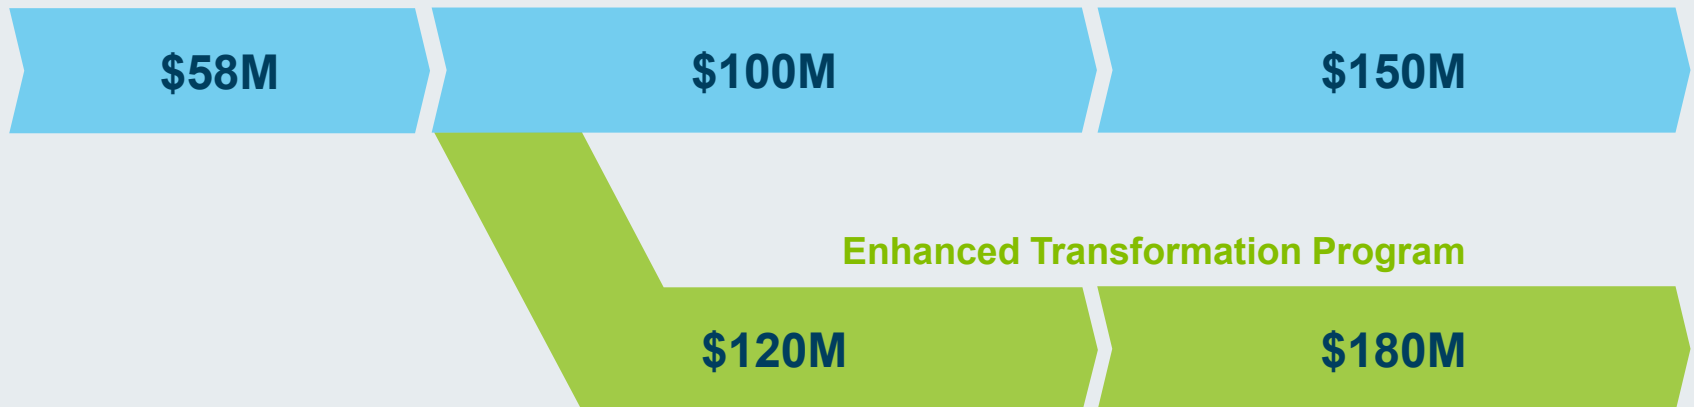 $58M
$100M
$150M
Enhanced Transformation Program
$120M
$180M